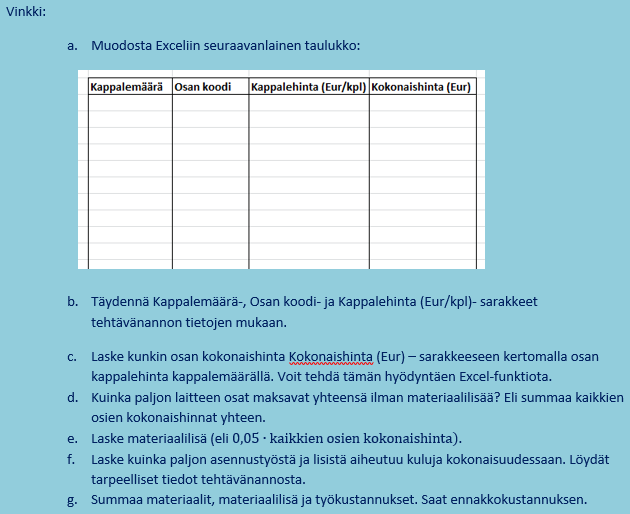 Vinkki:
a. Muodosta Exceliin seuraavanlainen taulukko:
Kappalemäärä Osan koodi Kappalehinta (Eur/kpl) Kokonaishinta (Eur)
b. Täydennä Kappalemäärä-, Osan koodi- ja Kappalehinta (Eur/kpl)- sarakkeet
tehtävänannon tietojen mukaan.
c. Laske kunkin osan kokonaishinta Kokonaishinta (Eur) – sarakkeeseen kertomalla osan
kappalehinta kappalemäärällä. Voit tehdä tämän hyödyntäen Excel-funktiota.
d. Kuinka paljon laitteen osat maksavat yhteensä ilman materiaalilisää? Eli summaa kaikkien
osien kokonaishinnat yhteen.
e. Laske materiaalilisä (eli 0,05 · kaikkien osien kokonaishinta).
f. Laske kuinka paljon asennustyöstä ja lisistä aiheutuu kuluja kokonaisuudessaan. Löydät
tarpeelliset tiedot tehtävänannosta.
g. Summaa materiaalit, materiaalilisä ja työkustannukset. Saat ennakkokustannuksen.